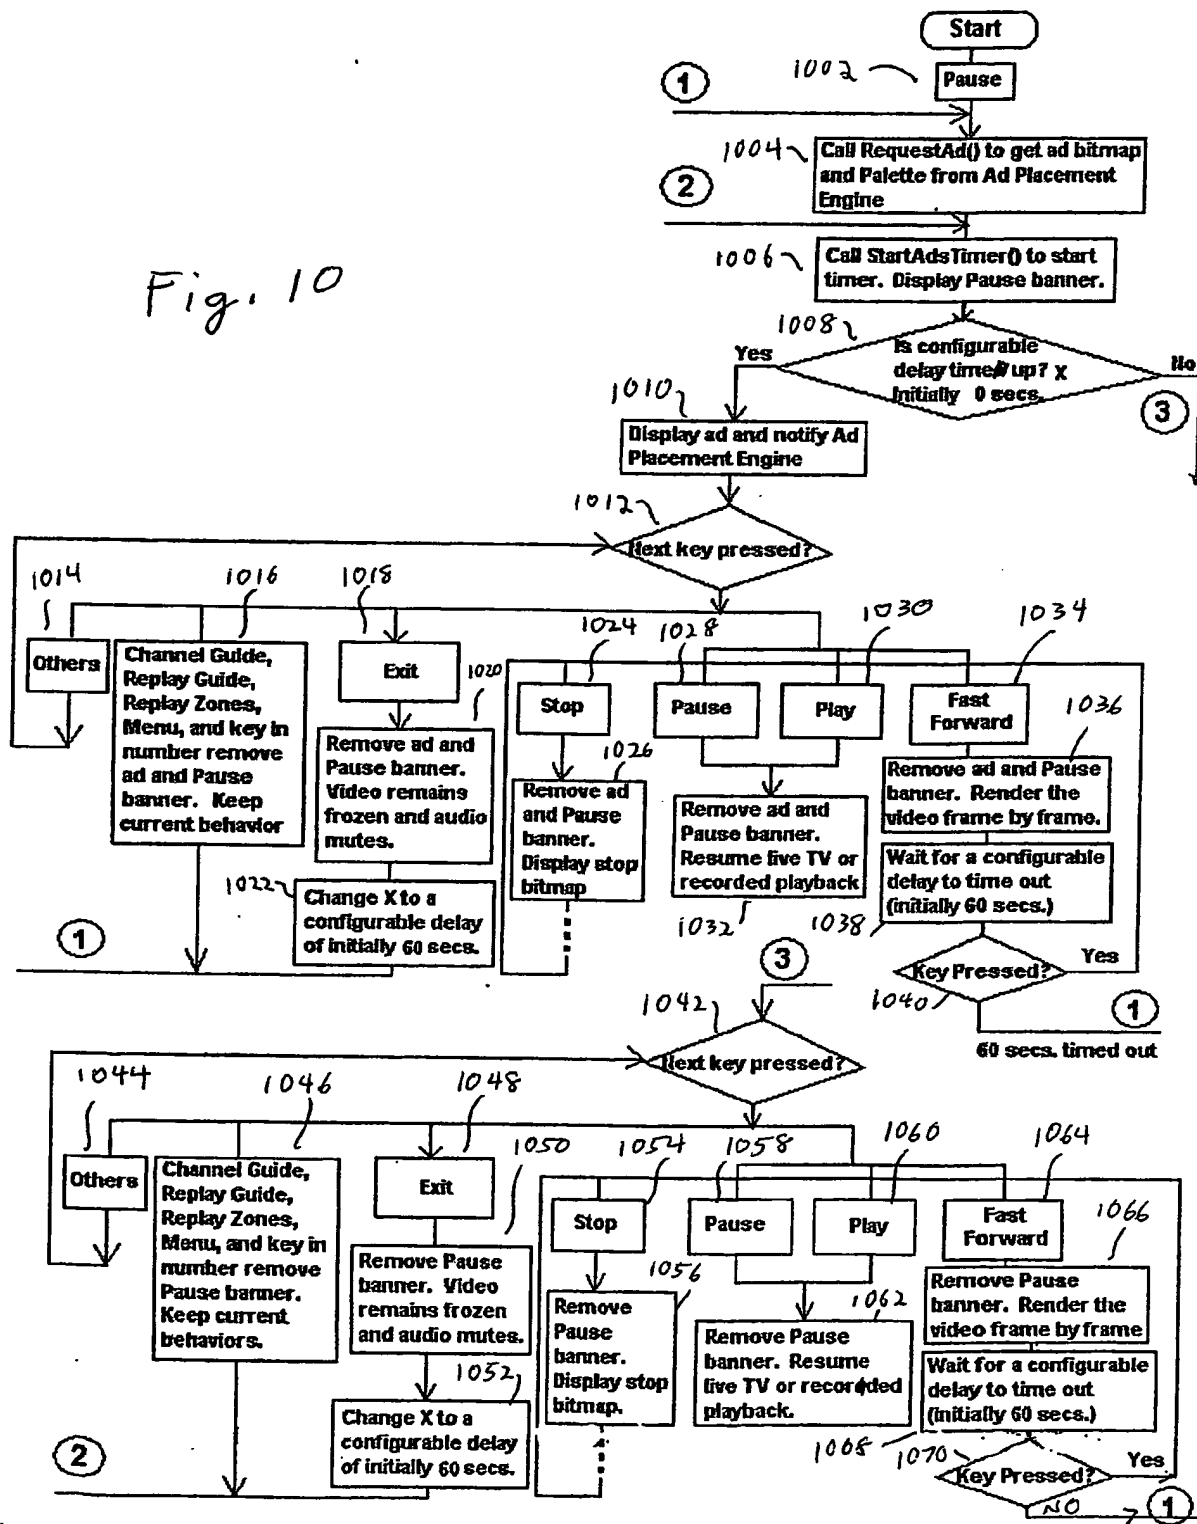 Start
1002
Pause
1
1004
Call RequestAd() to get ad bitmap
and Palette from Ad Placement
Engine
2
1006
Call StartAdsTimer() to start
timer. Display Pause banner.
Fig. 10
1008
Is configurable
delay time up? X
Initially 0 secs.
Yes
No
3
1010
Display ad and notify Ad
Placement Engine
1012
Next key pressed?
1014
Others
1016
Channel Guide,
Replay Guide,
Replay Zones,
Menu, and key in
number remove
ad and Pause
banner. Keep
current behavior
1018
Exit
1020
Remove ad and
Pause banner.
Video remains
frozen and audio
mutes.
1022
Change X to a
configurable delay
of initially 60 secs.
1
1024
Stop
1026
Remove ad
and Pause
banner.
Display stop
bitmap
1028
Pause
1030
Play
Remove ad and
Pause banner.
Resume live TV or
recorded playback
1032
1034
Fast
Forward
1036
Remove ad and Pause
banner. Render the
video frame by frame.
Wait for a configurable
delay to time out
(initially 60 secs.)
1038
Key Pressed?
Yes
1040
1
60 secs. timed out
3
1042
Next key pressed?
1044
Others
1046
Channel Guide,
Replay Guide,
Replay Zones,
Menu, and key in
number remove
Pause banner.
Keep current
behaviors.
1048
Exit
1050
Remove Pause
banner. Video
remains frozen
and audio mutes.
1052
Change X to a
configurable delay
of initially 60 secs.
2
1054
Stop
1056
Remove
Pause
banner.
Display stop
bitmap.
1058
Pause
1060
Play
1062
Remove Pause
banner. Resume
live TV or recorded
playback.
1064
Fast
Forward
1066
Remove Pause
banner. Render the
video frame by frame
Wait for a configurable
delay to time out
(initially 60 secs.)
1068
1070
Key Pressed?
Yes
NO
1